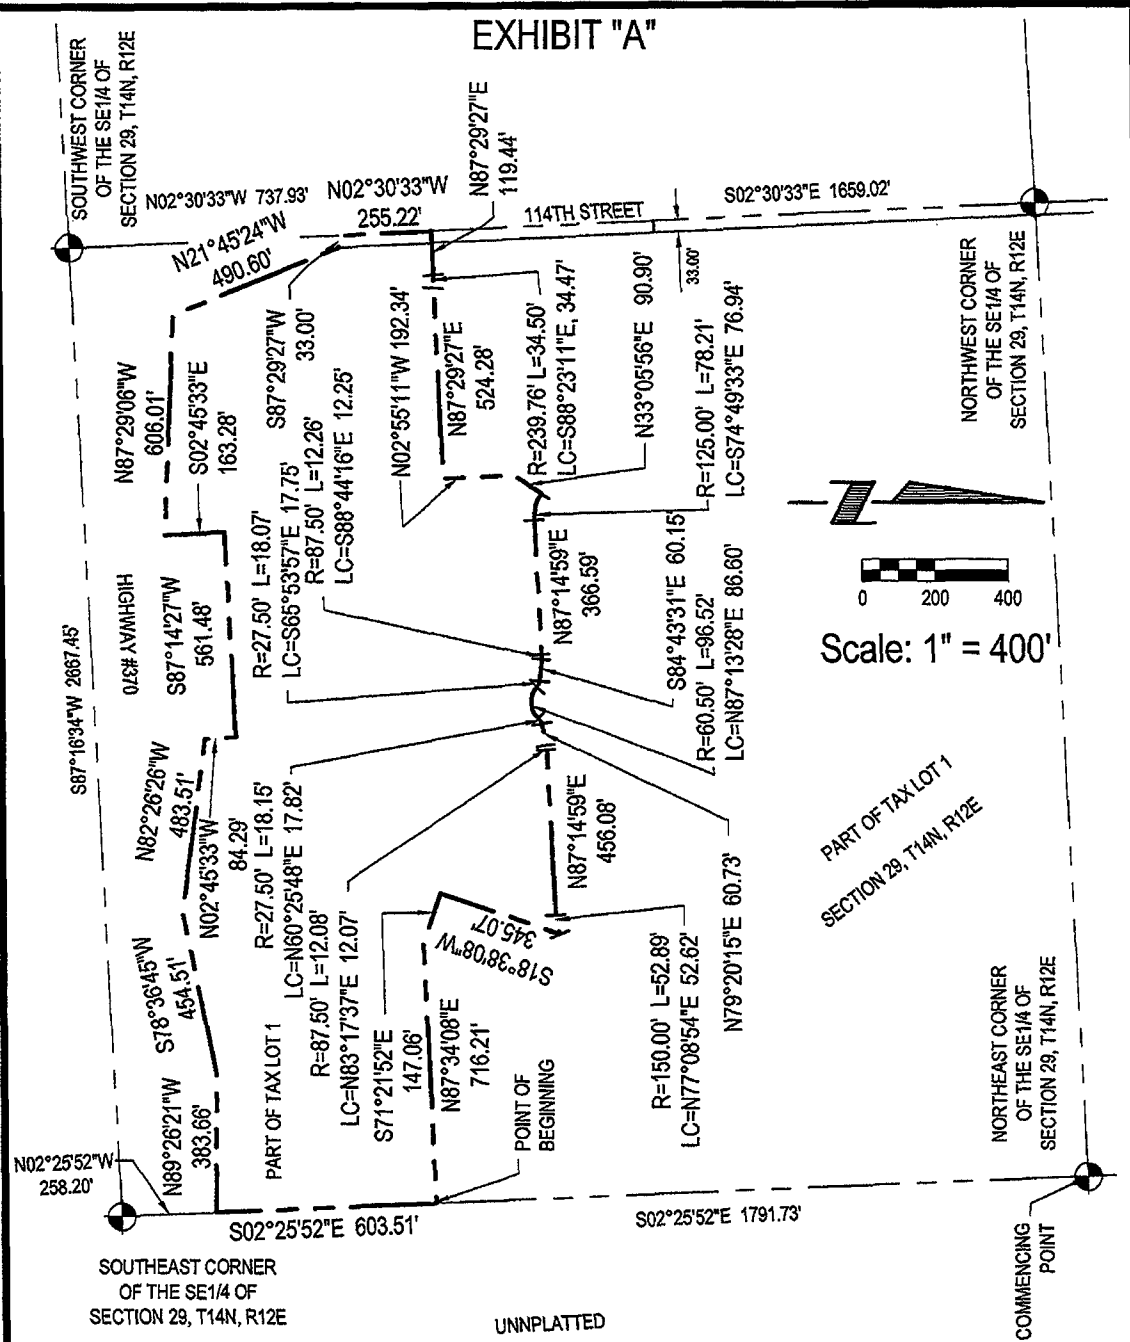 EXHIBIT "A"
SOUTHWEST CORNER
OF THE SE1/4 OF
SECTION 29, T14N, R12E
N02°30'33"W 737.93'
N02°30'33"W
255.22'
N87°29'27"E
119.44'
114TH STREET
S02°30'33"E 1659.02'
33.00'
N21°45'24"W
490.60'
NORTHWEST CORNER
OF THE SE1/4 OF
SECTION 29, T14N, R12E
N87°29'06"W
606.01'
S02°45'33"E
163.28'
S87°29'27"W
33.00'
N02°55'11"W 192.34'
N87°29'27"E
524.28'
R=239.76' L=34.50'
LC=S88°23'11"E, 34.47'
N33°05'56"E 90.90'
R=125.00' L=78.21'
LC=S74°49'33"E 76.94'
R=27.50' L=18.07'
LC=S65°53'57"E 17.75'
R=87.50' L=12.26'
LC=S88°44'16"E 12.25'
N87°14'59"E
366.59'
S84°43'31"E 60.15'
R=60.50' L=96.52'
LC=N87°13'28"E 86.60'
0 200 400
Scale: 1" = 400'
HIGHWAY #370
S87°14'27"W
561.48'
S87°16'34"W 2667.45'
N82°26'26"W
483.51'
N02°45'33"W
84.29'
R=27.50' L=18.15'
LC=N60°25'48"E 17.82'
R=87.50' L=12.08'
LC=N83°17'37"E 12.07'
N87°14'59"E
456.08'
PART OF TAX LOT 1
SECTION 29, T14N, R12E
S78°36'45"W
454.51'
S18°38'08"W
345.07'
S71°21'52"E
147.06'
N87°34'08"E
716.21'
R=150.00' L=52.89'
LC=N77°08'54"E 52.62'
N79°20'15"E 60.73'
PART OF TAX LOT 1
N89°26'21"W
383.66'
N02°25'52"W
258.20'
POINT OF
BEGINNING
NORTHEAST CORNER
OF THE SE1/4 OF
SECTION 29, T14N, R12E
S02°25'52"E 603.51'
S02°25'52"E 1791.73'
COMMENCING
POINT
SOUTHEAST CORNER
OF THE SE1/4 OF
SECTION 29, T14N, R12E
UNNPLATTED